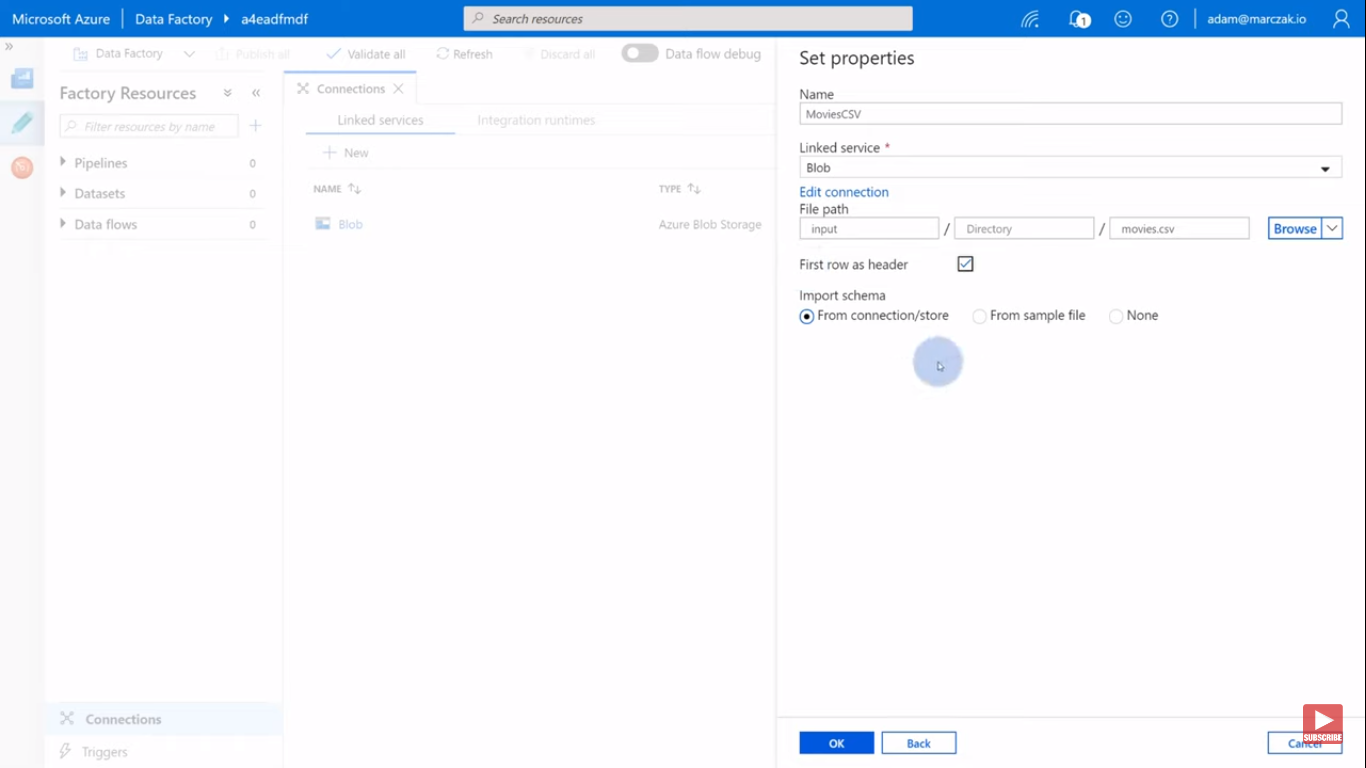 Microsoft Azure
Data Factory
a4eadfmdf
Search resources
1
adam@marczak.io
Data Factory
Publish all
Validate all
Refresh
Discard all
Data flow debug
Factory Resources
Filter resources by name
Pipelines 0
Datasets 0
Data flows 0
Connections
Triggers
Connections
Linked services
Integration runtimes
New
NAME
TYPE
Blob
Azure Blob Storage
Set properties
Name
MoviesCSV
Linked service *
Blob
Edit connection
File path
input / Directory / movies.csv Browse
First row as header
Import schema
From connection/store From sample file None
OK Back Cancel
SUBSCRIBE